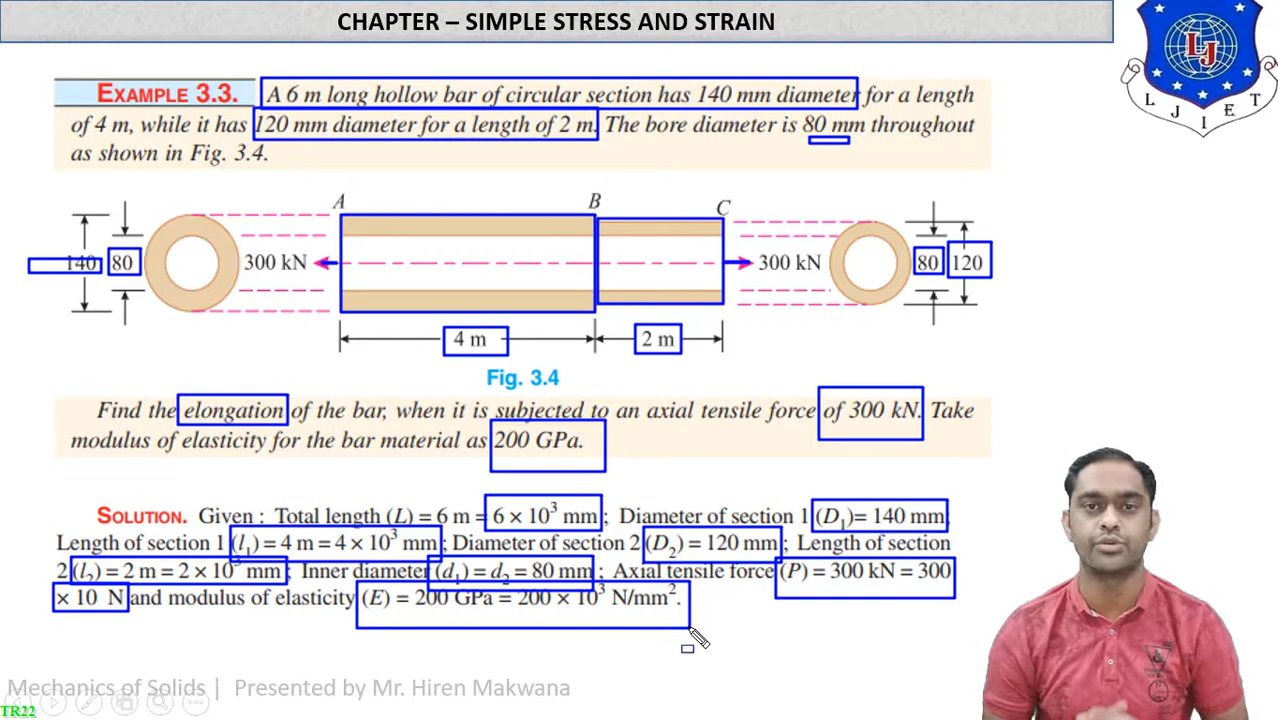 CHAPTER – SIMPLE STRESS AND STRAIN
LJ
L J I E T
EXAMPLE 3.3. A 6 m long hollow bar of circular section has 140 mm diameter for a length
of 4 m, while it has 120 mm diameter for a length of 2 m. The bore diameter is 80 mm throughout
as shown in Fig. 3.4.
A B C
140 80 300 kN 300 kN 80 120
4 m 2 m
Fig. 3.4
Find the elongation of the bar, when it is subjected to an axial tensile force of 300 kN. Take
modulus of elasticity for the bar material as 200 GPa.
SOLUTION. Given : Total length (L) = 6 m = 6 × 10³ mm ; Diameter of section 1 (D₁)= 140 mm;
Length of section 1 (l₁) = 4 m = 4 × 10³ mm ; Diameter of section 2 (D₂) = 120 mm ; Length of section
2 (l₂) = 2 m = 2 × 10³ mm ; Inner diameter (d₁) = d₂ = 80 mm ; Axial tensile force (P) = 300 kN = 300
× 10 N and modulus of elasticity (E) = 200 GPa = 200 × 10³ N/mm².
Mechanics of Solids | Presented by Mr. Hiren Makwana
TR22